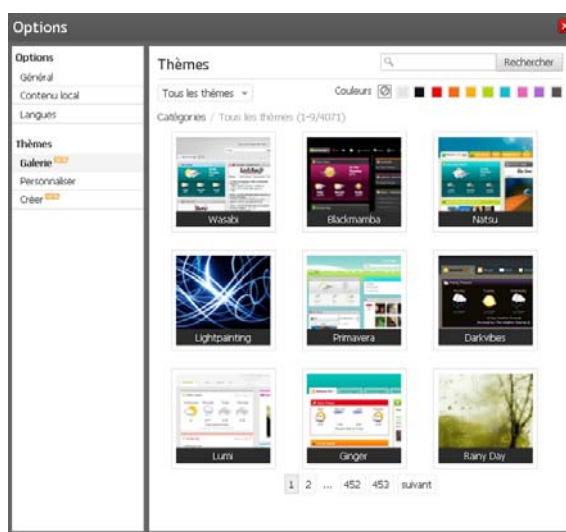 Options
Options
Général
Contenu local
Langues
Thèmes
Galerie
Personnaliser
Créer
Thèmes
Rechercher
Tous les thèmes
Couleurs
Catégories / Tous les thèmes (1-9/4071)
Wasabi
Blackmamba
Natsu
Lightpainting
Primavera
Darkvibes
Lumi
Ginger
Rainy Day
1 2 ... 452 453 suivant